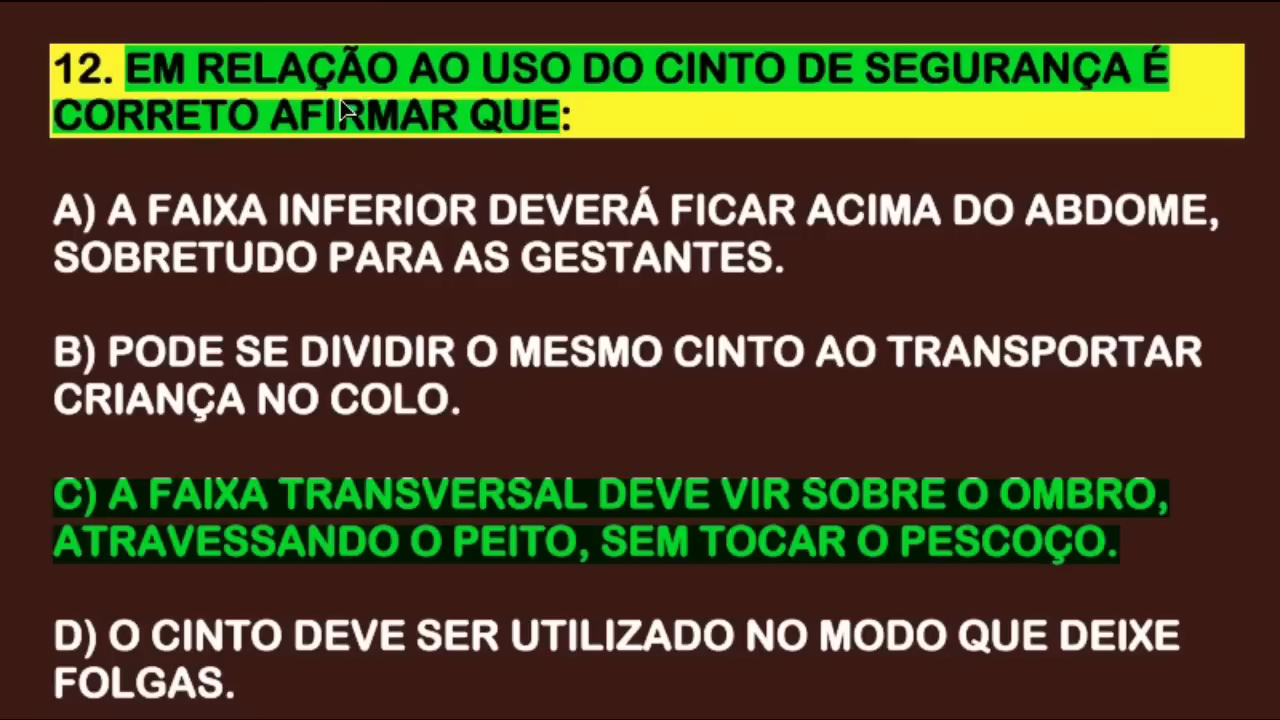 12. EM RELAÇÃO AO USO DO CINTO DE SEGURANÇA É
CORRETO AFIRMAR QUE:
A) A FAIXA INFERIOR DEVERÁ FICAR ACIMA DO ABDOME,
SOBRETUDO PARA AS GESTANTES.
B) PODE SE DIVIDIR O MESMO CINTO AO TRANSPORTAR
CRIANÇA NO COLO.
C) A FAIXA TRANSVERSAL DEVE VIR SOBRE O OMBRO,
ATRAVESSANDO O PEITO, SEM TOCAR O PESCOÇO.
D) O CINTO DEVE SER UTILIZADO NO MODO QUE DEIXE
FOLGAS.